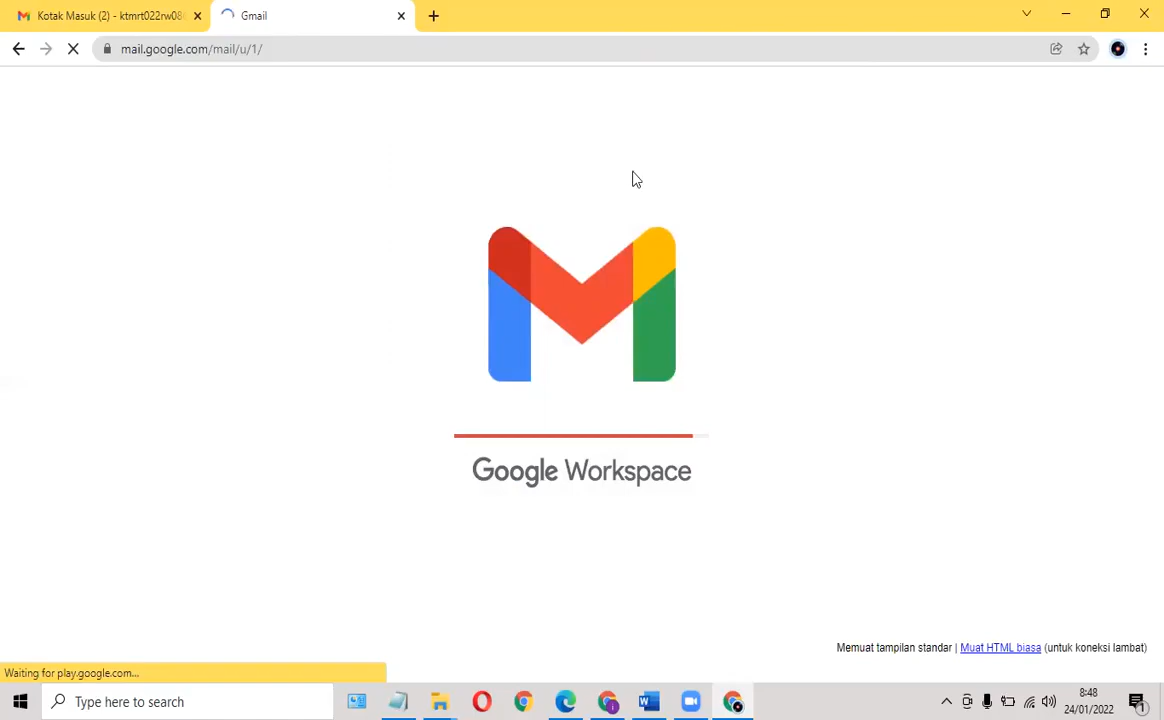 Kotak Masuk (2) - ktmrt022rw08
Gmail
mail.google.com/mail/u/1/
Google Workspace
Memuat tampilan standar | Muat HTML biasa (untuk koneksi lambat)
Waiting for play.google.com...
Type here to search
8:48
24/01/2022
1